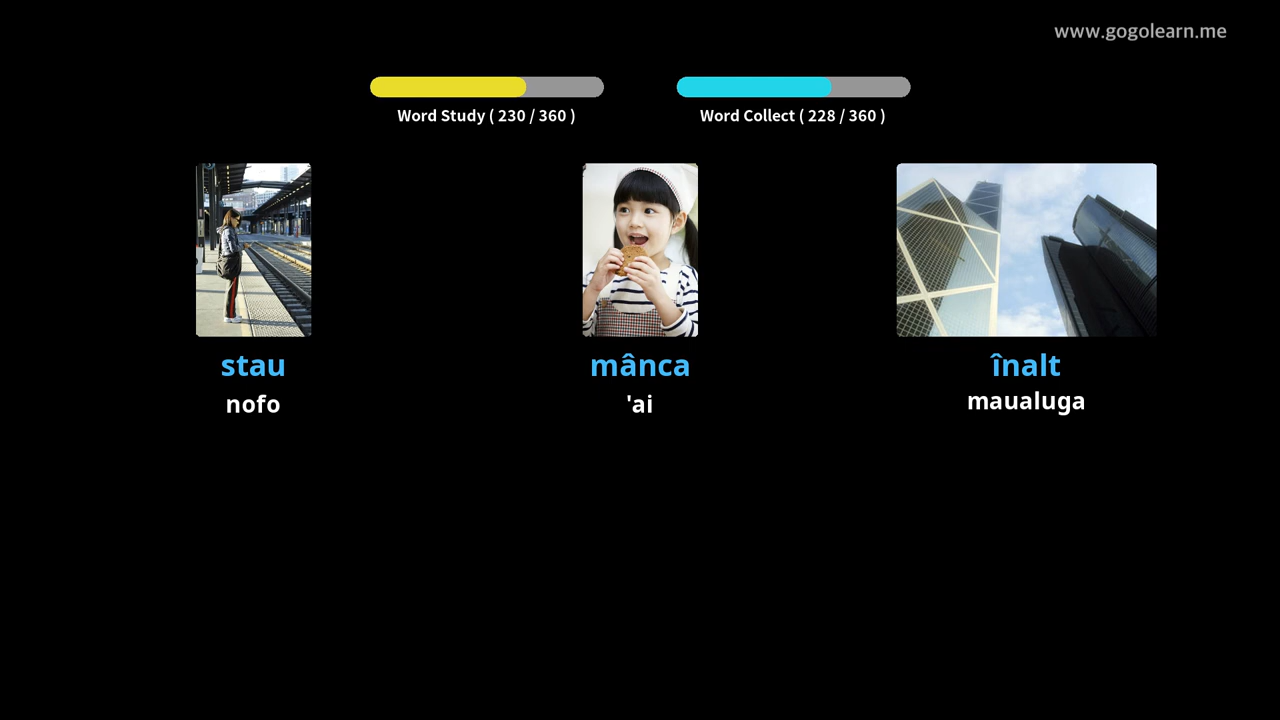 www.gogolearn.me
Word Study ( 230 / 360 )
Word Collect ( 228 / 360 )
stau
mânca
înalt
nofo
'ai
maualuga